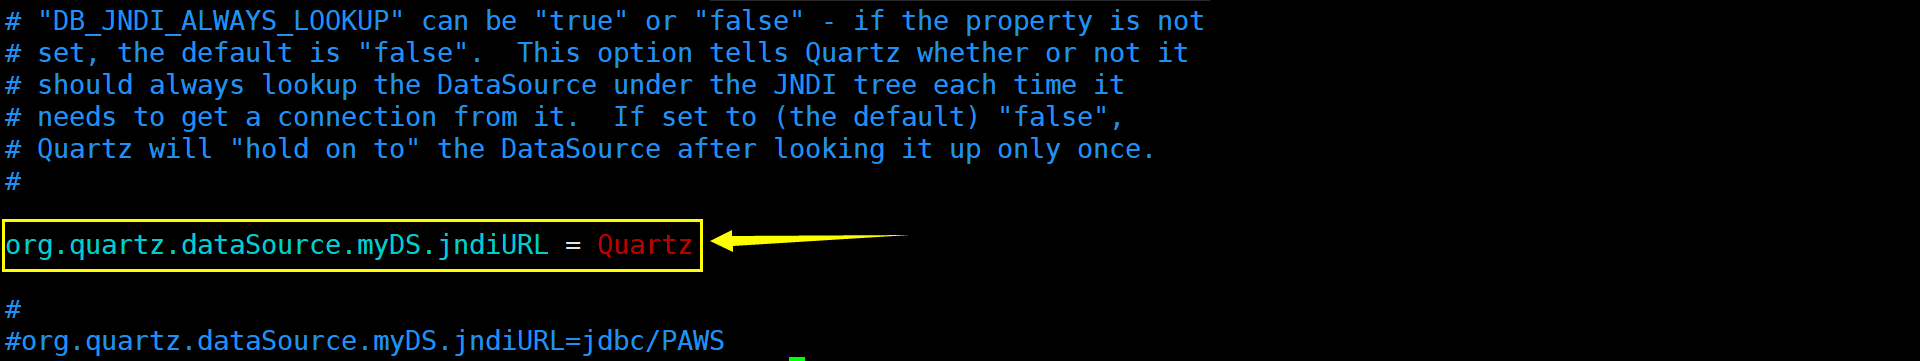 # "DB_JNDI_ALWAYS_LOOKUP" can be "true" or "false" - if the property is not
# set, the default is "false".  This option tells Quartz whether or not it
# should always lookup the DataSource under the JNDI tree each time it
# needs to get a connection from it.  If set to (the default) "false",
# Quartz will "hold on to" the DataSource after looking it up only once.
#
org.quartz.dataSource.myDS.jndiURL = Quartz
#
#org.quartz.dataSource.myDS.jndiURL=jdbc/PAWS